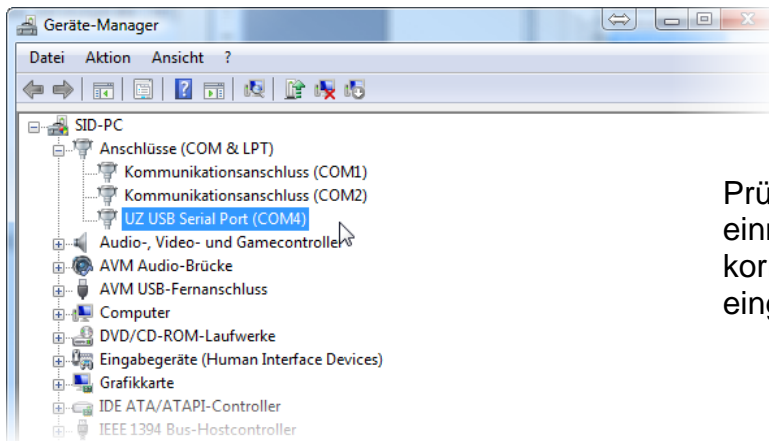 Geräte-Manager
Datei Aktion Ansicht ?
SID-PC
Anschlüsse (COM & LPT)
Kommunikationsanschluss (COM1)
Kommunikationsanschluss (COM2)
UZ USB Serial Port (COM4)
Audio-, Video- und Gamecontroller
AVM Audio-Brücke
AVM USB-Fernanschluss
Computer
DVD/CD-ROM-Laufwerke
Eingabegeräte (Human Interface Devices)
Grafikkarte
IDE ATA/ATAPI-Controller
IEEE 1394 Bus-Hostcontroller